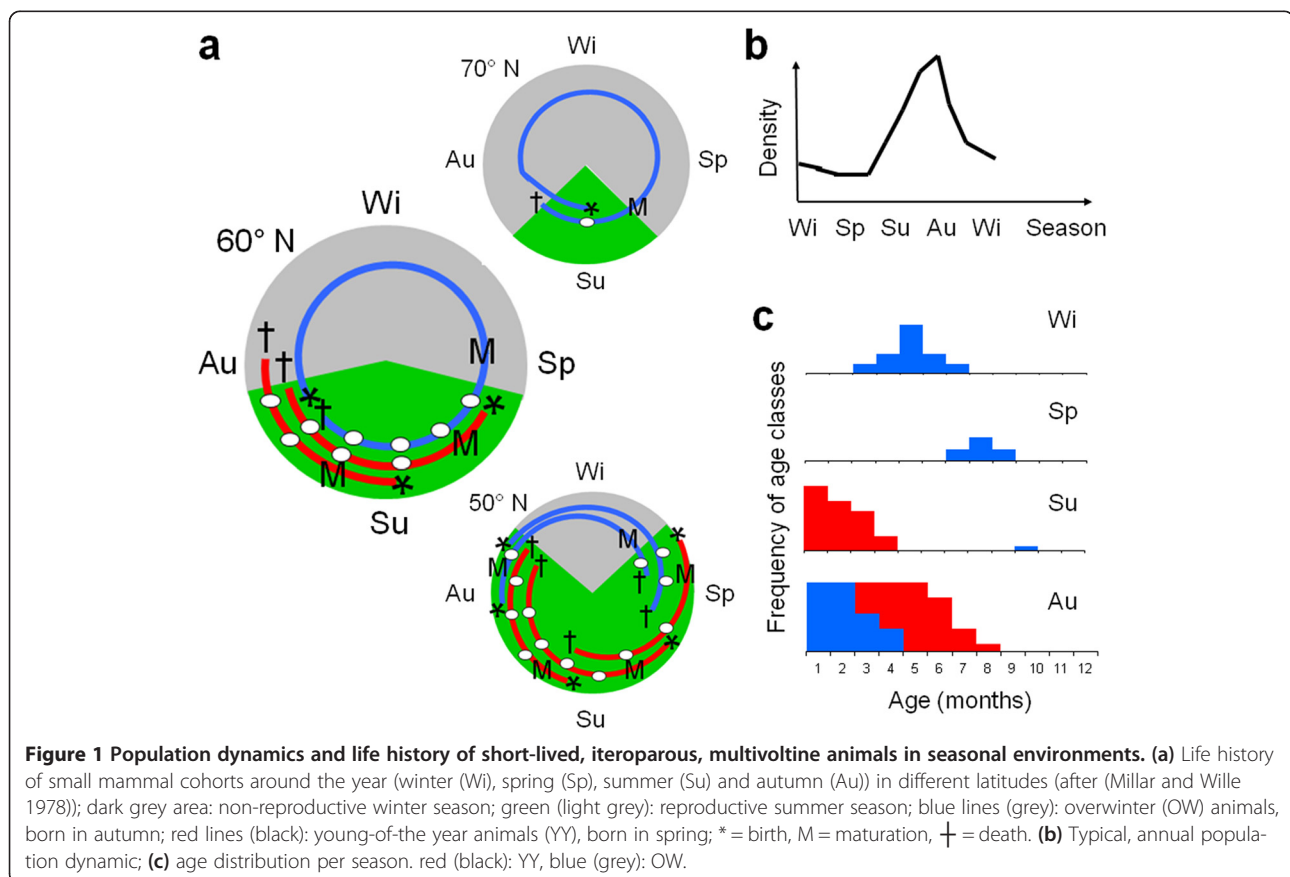 a
Wi
70° N
Au
Sp
†
*
M
Su
Wi
60° N
Au
Sp
†
†
M
*
†
*
M
M
*
Su
Wi
50° N
*
†
†
M
*
M
†
M
Au
Sp
*
†
†
*
M
M
*
Su
b
Density
Wi Sp Su Au Wi Season
c
Frequency of age classes
Wi
Sp
Su
Au
1 2 3 4 5 6 7 8 9 10 11 12
Age (months)
Figure 1 Population dynamics and life history of short-lived, iteroparous, multivoltine animals in seasonal environments. (a) Life history
of small mammal cohorts around the year (winter (Wi), spring (Sp), summer (Su) and autumn (Au)) in different latitudes (after (Millar and Wille
1978)); dark grey area: non-reproductive winter season; green (light grey): reproductive summer season; blue lines (grey): overwinter (OW) animals,
born in autumn; red lines (black): young-of-the year animals (YY), born in spring; * = birth, M = maturation, † = death. (b) Typical, annual popula-
tion dynamic; (c) age distribution per season. red (black): YY, blue (grey): OW.